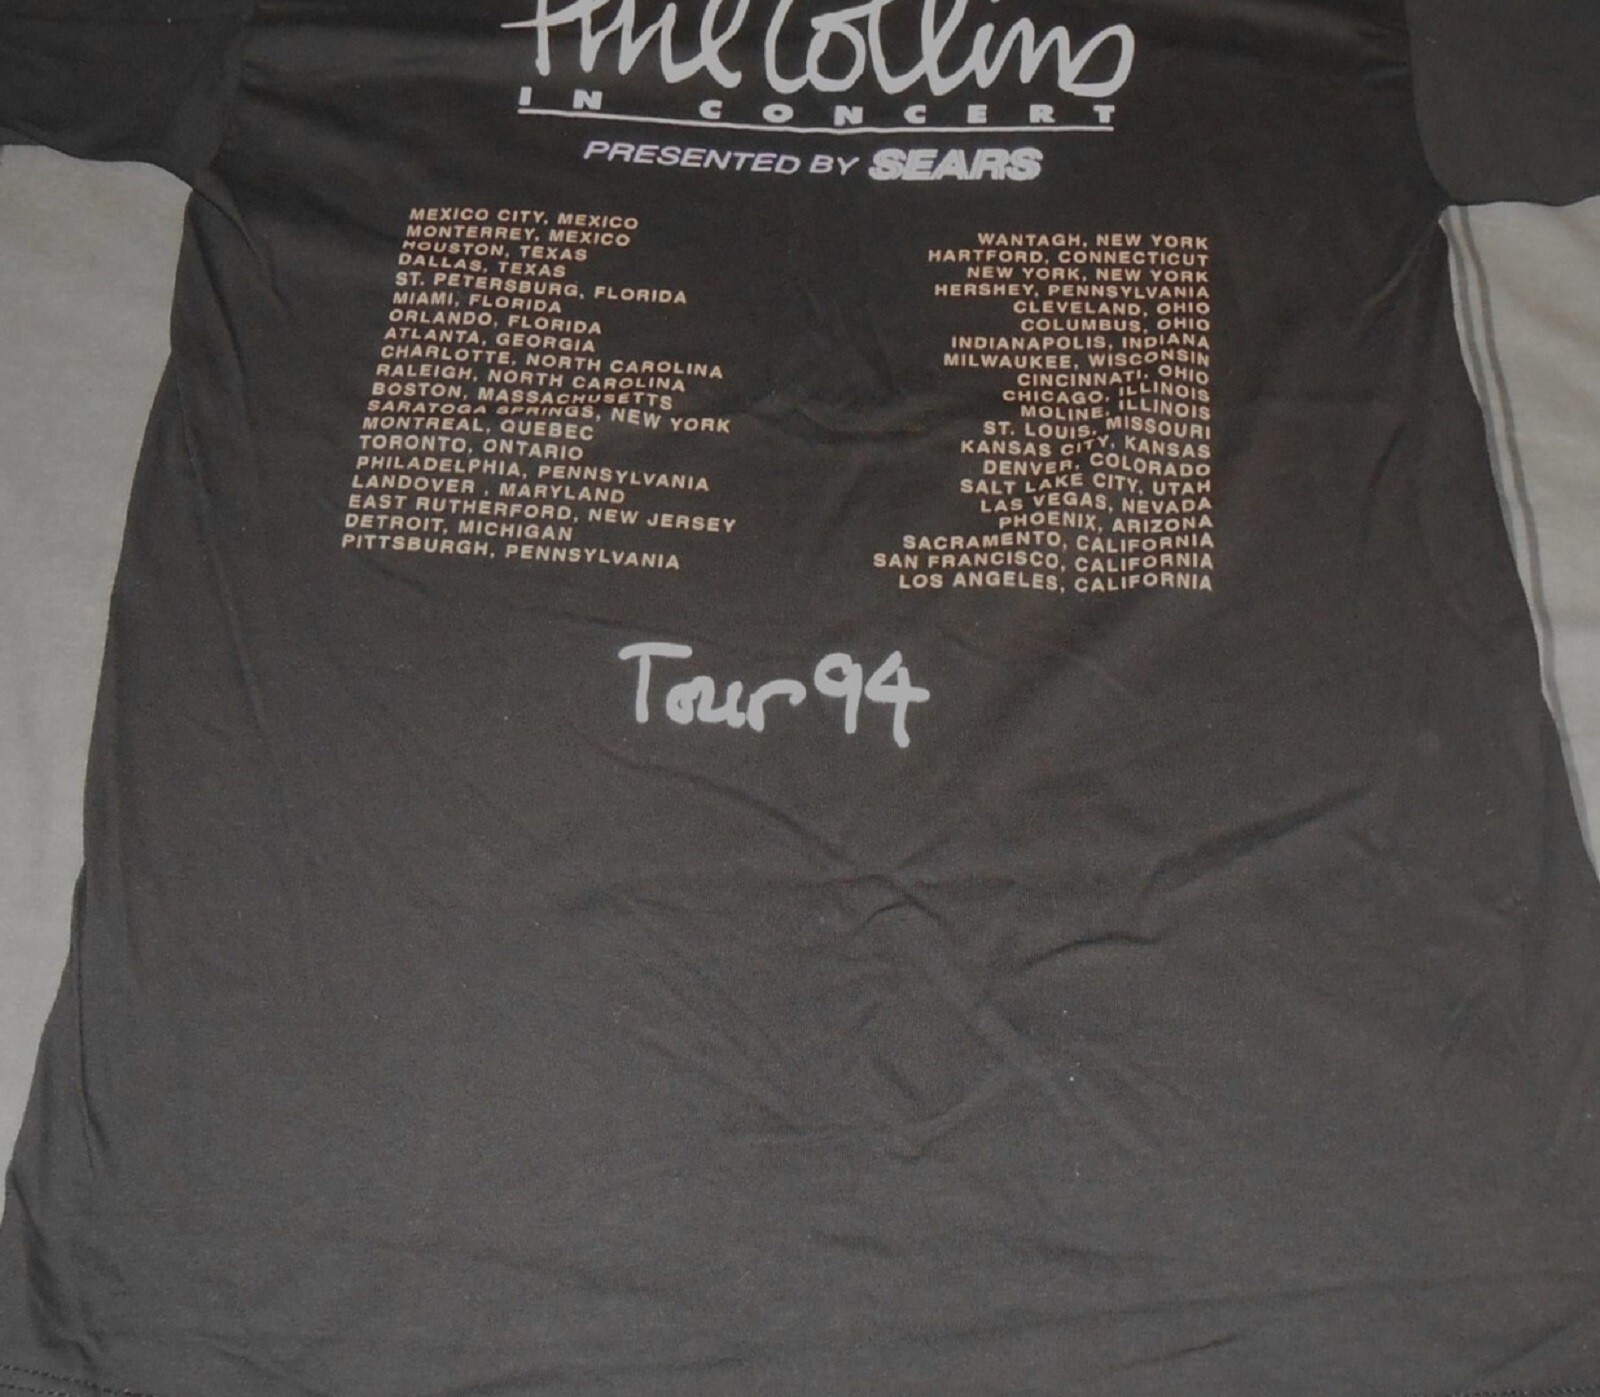 Phil Collins
IN CONCERT
PRESENTED BY SEARS
MEXICO CITY, MEXICO
MONTERREY, MEXICO
HOUSTON, TEXAS
DALLAS, TEXAS
ST. PETERSBURG, FLORIDA
MIAMI, FLORIDA
ORLANDO, FLORIDA
ATLANTA, GEORGIA
CHARLOTTE, NORTH CAROLINA
RALEIGH, NORTH CAROLINA
BOSTON, MASSACHUSETTS
SARATOGA SPRINGS, NEW YORK
MONTREAL, QUEBEC
TORONTO, ONTARIO
PHILADELPHIA, PENNSYLVANIA
LANDOVER , MARYLAND
EAST RUTHERFORD, NEW JERSEY
DETROIT, MICHIGAN
PITTSBURGH, PENNSYLVANIA
WANTAGH, NEW YORK
HARTFORD, CONNECTICUT
NEW YORK, NEW YORK
HERSHEY, PENNSYLVANIA
CLEVELAND, OHIO
COLUMBUS, OHIO
INDIANAPOLIS, INDIANA
MILWAUKEE, WISCONSIN
CINCINNATI, OHIO
CHICAGO, ILLINOIS
MOLINE, ILLINOIS
ST. LOUIS, MISSOURI
KANSAS CITY, KANSAS
DENVER, COLORADO
SALT LAKE CITY, UTAH
LAS VEGAS, NEVADA
PHOENIX, ARIZONA
SACRAMENTO, CALIFORNIA
SAN FRANCISCO, CALIFORNIA
LOS ANGELES, CALIFORNIA
Tour 94